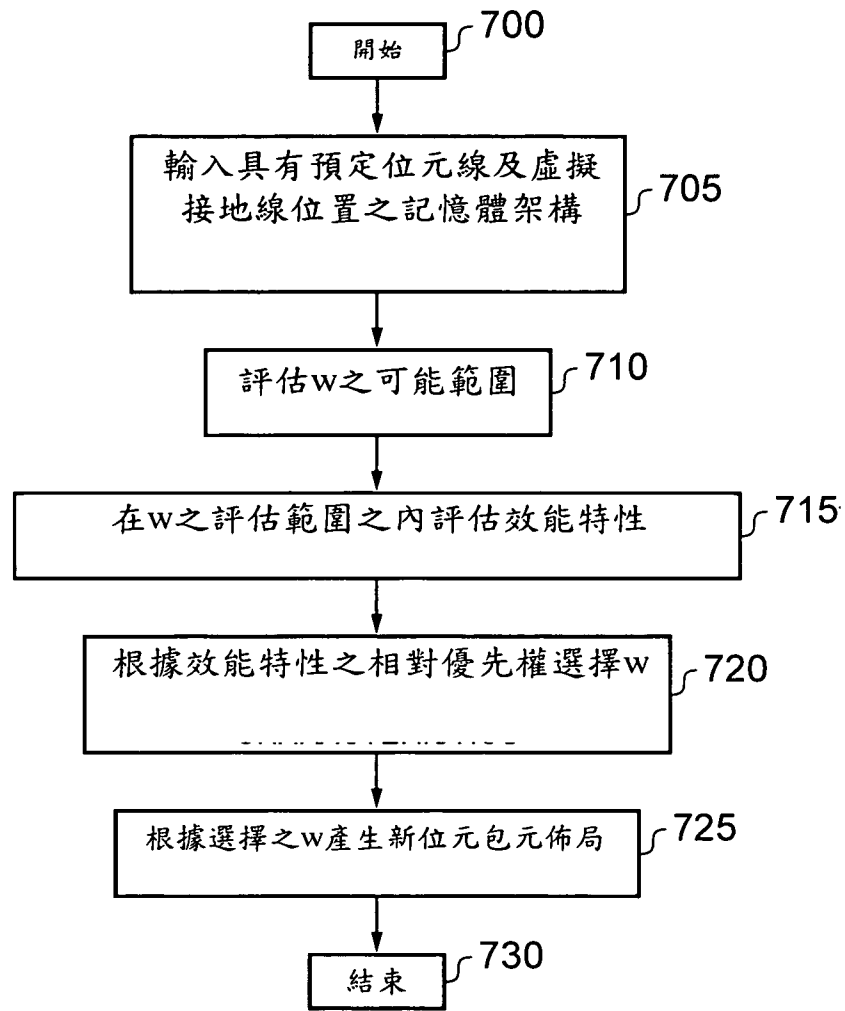 開始
700
輸入具有預定位元線及虛擬
接地線位置之記憶體架構
705
評估w之可能範圍
710
在w之評估範圍之內評估效能特性
715
根據效能特性之相對優先權選擇w
720
根據選擇之w產生新位元包元佈局
725
結束
730